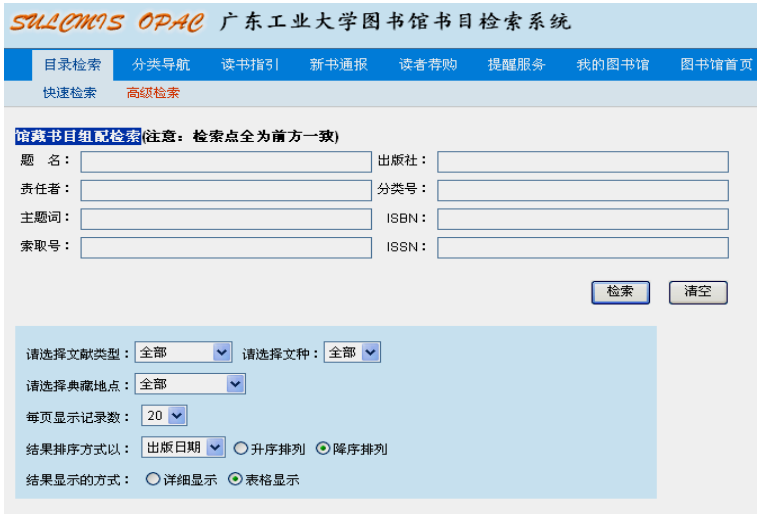 SULCMIS OPAC 广东工业大学图书馆书目检索系统
目录检索 分类导航 读书指引 新书通报 读者荐购 提醒服务 我的图书馆 图书馆首页
快速检索 高级检索
馆藏书目组配检索(注意：检索点全为前方一致)
题 名： 出版社：
责任者： 分类号：
主题词： ISBN：
索取号： ISSN：
检索 清空
请选择文献类型：全部 请选择文种：全部
请选择典藏地点：全部
每页显示记录数： 20
结果排序方式以： 出版日期 升序排列 降序排列
结果显示的方式： 详细显示 表格显示